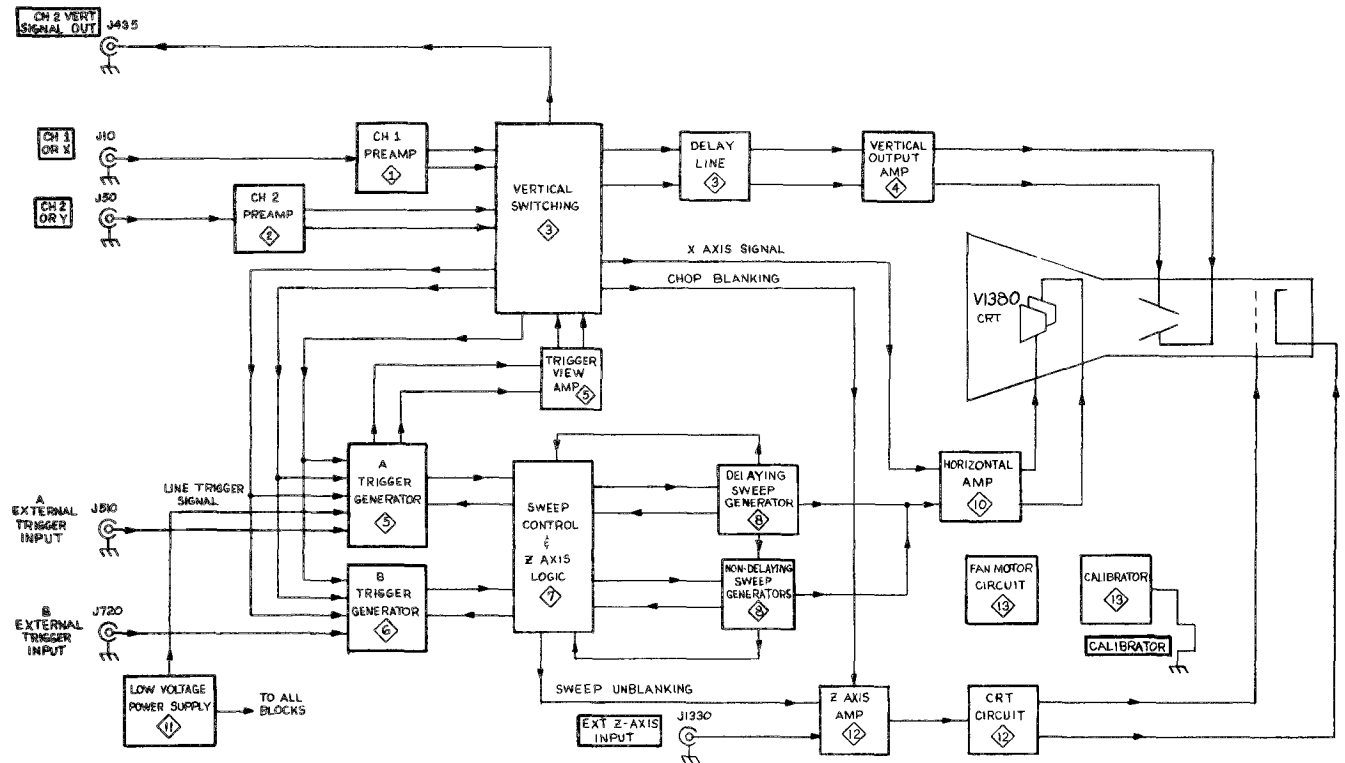 CH 2 VERT
SIGNAL OUT
J435
CH 1
OR X
J10
CH 1
PREAMP
1
CH 2
OR Y
J50
CH 2
PREAMP
2
VERTICAL
SWITCHING
3
DELAY
LINE
3
VERTICAL
OUTPUT
AMP
4
X AXIS SIGNAL
CHOP BLANKING
V1380
CRT
TRIGGER
VIEW
AMP
5
A
EXTERNAL
TRIGGER
INPUT
J510
LINE TRIGGER
SIGNAL
A
TRIGGER
GENERATOR
5
SWEEP
CONTROL
&
Z AXIS
LOGIC
7
DELAYING
SWEEP
GENERATOR
8
HORIZONTAL
AMP
10
B
EXTERNAL
TRIGGER
INPUT
J720
B
TRIGGER
GENERATOR
6
NON-DELAYING
SWEEP
GENERATORS
8
FAN MOTOR
CIRCUIT
13
CALIBRATOR
13
CALIBRATOR
LOW VOLTAGE
POWER SUPPLY
11
TO ALL
BLOCKS
SWEEP UNBLANKING
EXT Z-AXIS
INPUT
J1330
Z AXIS
AMP
12
CRT
CIRCUIT
12